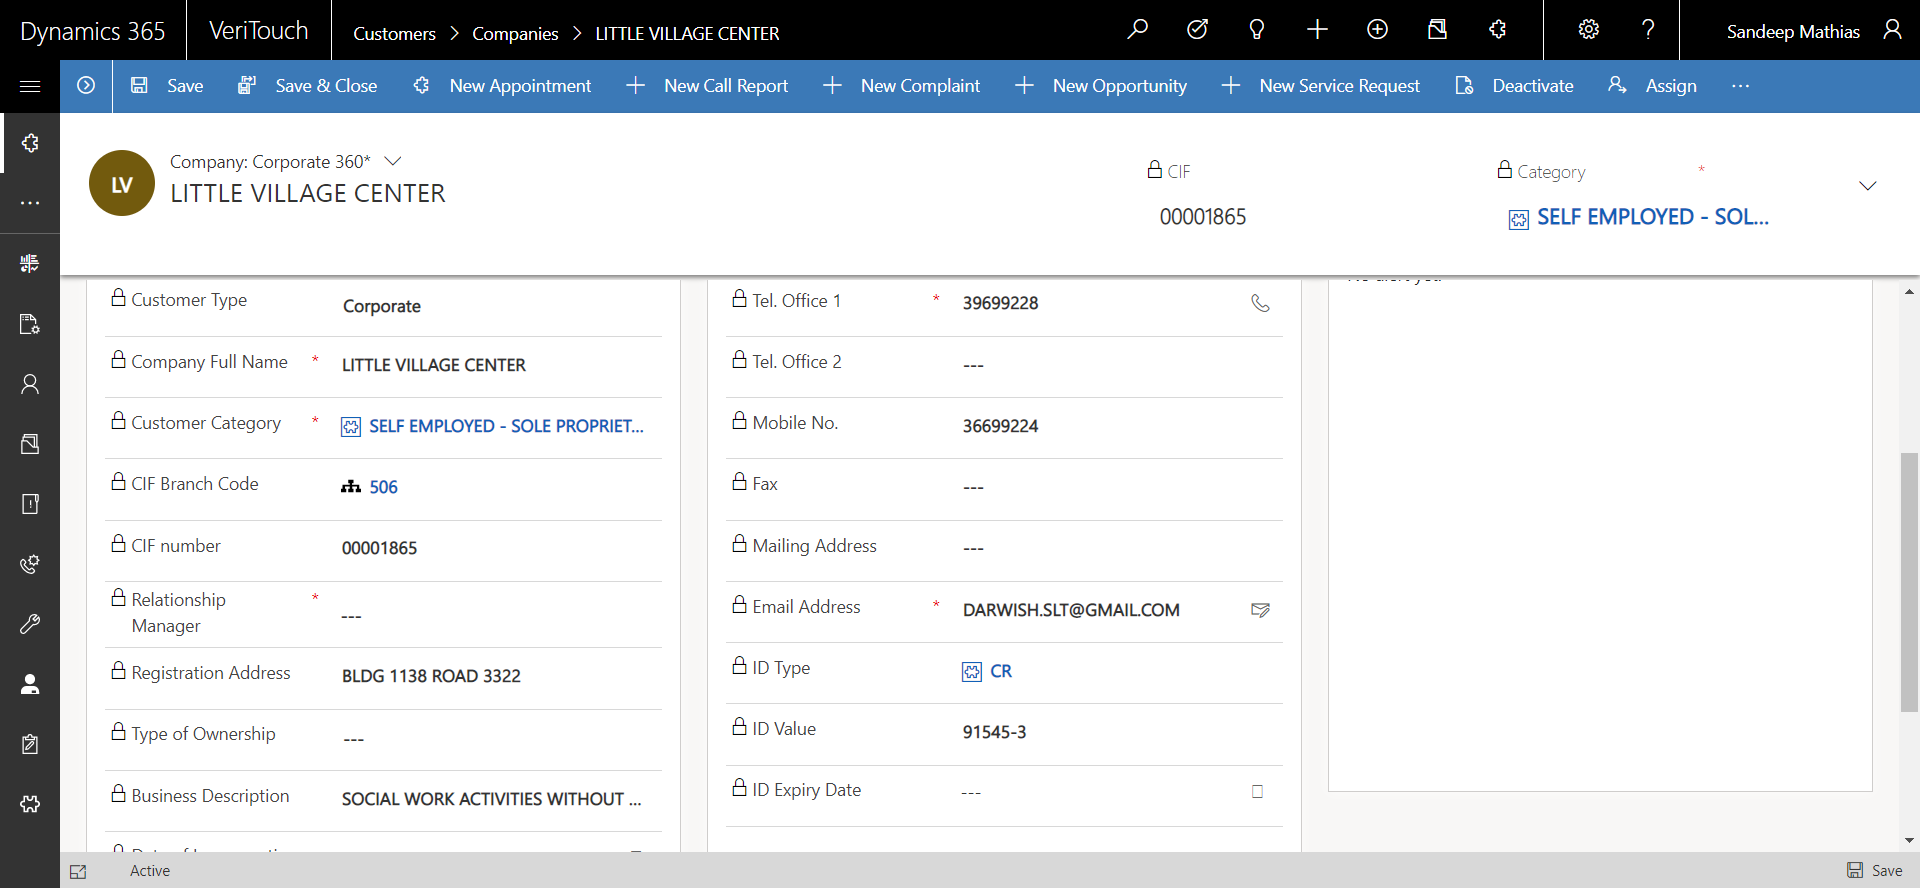 Dynamics 365
VeriTouch
Customers > Companies > LITTLE VILLAGE CENTER
Sandeep Mathias
Save
Save & Close
New Appointment
New Call Report
New Complaint
New Opportunity
New Service Request
Deactivate
Assign
LV
Company: Corporate 360*
LITTLE VILLAGE CENTER
CIF
00001865
Category *
SELF EMPLOYED - SOL...
Customer Type
Corporate
Company Full Name *
LITTLE VILLAGE CENTER
Customer Category *
SELF EMPLOYED - SOLE PROPRIET...
CIF Branch Code
506
CIF number
00001865
Relationship *
Manager
---
Registration Address
BLDG 1138 ROAD 3322
Type of Ownership
---
Business Description
SOCIAL WORK ACTIVITIES WITHOUT ...
Tel. Office 1 *
39699228
Tel. Office 2
---
Mobile No.
36699224
Fax
---
Mailing Address
---
Email Address *
DARWISH.SLT@GMAIL.COM
ID Type
CR
ID Value
91545-3
ID Expiry Date
---
Active
Save